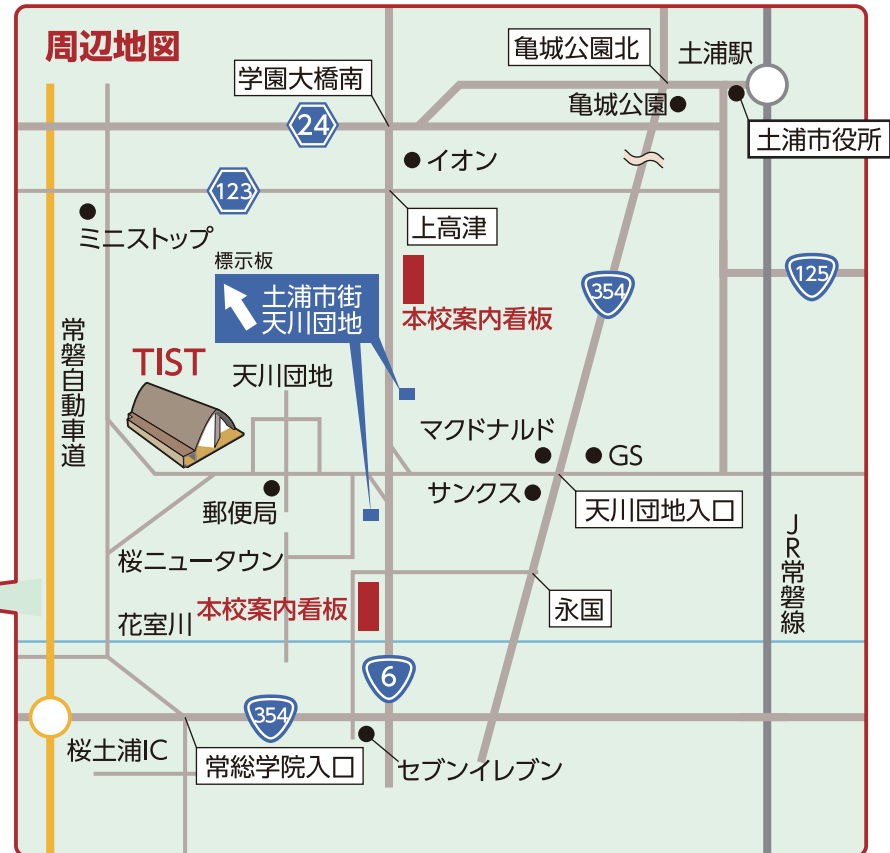 周辺地図
亀城公園北
土浦駅
学園大橋南
亀城公園
24
土浦市役所
イオン
123
上高津
ミニストップ
標示板
土浦市街
天川団地
125
354
本校案内看板
常磐自動車道
TIST
天川団地
マクドナルド
GS
サンクス
郵便局
天川団地入口
JR常磐線
桜ニュータウン
本校案内看板
永国
花室川
6
354
桜土浦IC
常総学院入口
セブンイレブン